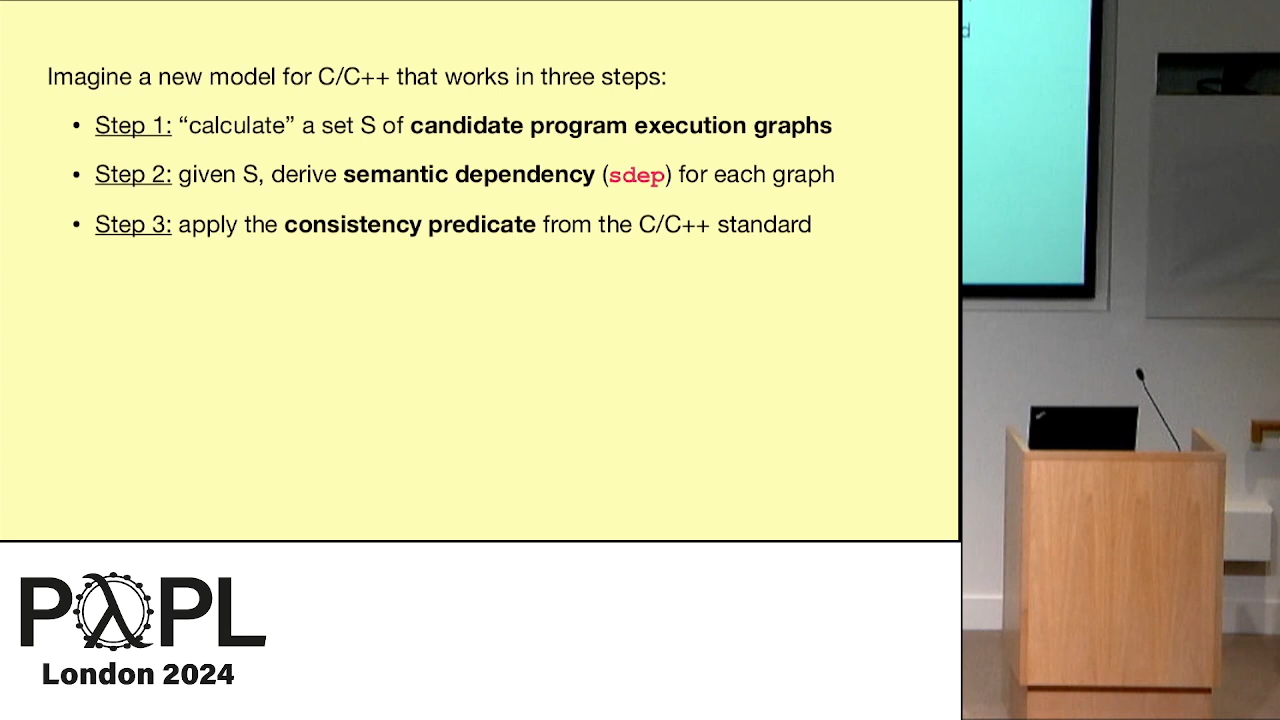 Imagine a new model for C/C++ that works in three steps:
• Step 1: “calculate” a set S of candidate program execution graphs
• Step 2: given S, derive semantic dependency (sdep) for each graph
• Step 3: apply the consistency predicate from the C/C++ standard
PλPL
London 2024
d